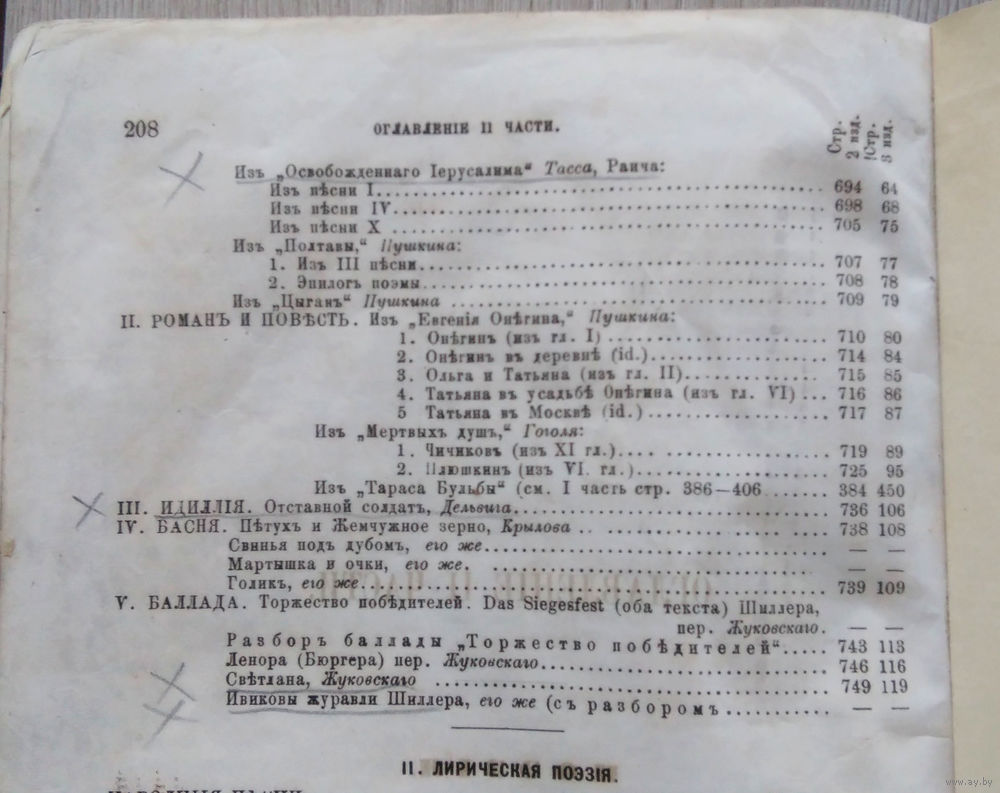 208 ОГЛАВЛЕНІЕ II ЧАСТИ. Стр. 2 изд. Стр. 3 изд.
Изъ „Освобожденнаго Іерусалима“ Тасса, Раича:
Изъ пѣсни I. 694 64
Изъ пѣсни IV. 698 68
Изъ пѣсни X 705 75
Изъ „Полтавы,“ Пушкина:
1. Изъ III пѣсни. 707 77
2. Эпилогъ поэмы. 708 78
Изъ „Цыганъ“ Пушкина 709 79
II. РОМАНЪ И ПОВѢСТЬ. Изъ „Евгенія Онѣгина,“ Пушкина:
1. Онѣгинъ (изъ гл. I) 710 80
2. Онѣгинъ въ деревнѣ (id.) 714 84
3. Ольга и Татьяна (изъ гл. II) 715 85
4. Татьяна въ усадьбѣ Онѣгина (изъ гл. VI) ... 716 86
5 Татьяна въ Москвѣ (id.) 717 87
Изъ „Мертвыхъ душъ,“ Гоголя:
1. Чичиковъ (изъ XI гл.) 719 89
2. Плюшкинъ (изъ VI. гл.) 725 95
Изъ „Тараса Бульбы“ (см. I часть стр. 386—406 384 450
III. ИДИЛЛІЯ. Отставной солдатъ, Дельвига. 736 106
IV. БАСНЯ. Пѣтухъ и Жемчужное зерно, Крылова 738 108
Свинья подъ дубомъ, его же — —
Мартышка и очки, его же. — —
Голикъ, его же 739 109
V. БАЛЛАДА. Торжество побѣдителей. Das Siegesfest (оба текста) Шиллера,
пер. Жуковскаго. — —
Разборъ баллады „Торжество побѣдителей“ 743 113
Ленора (Бюргера) пер. Жуковскаго 746 116
Свѣтлана, Жуковскаго 749 119
Ивиковы журавли Шиллера, его же (съ разборомъ — —
II. ЛИРИЧЕСКАЯ ПОЭЗІЯ.
www.ay.by